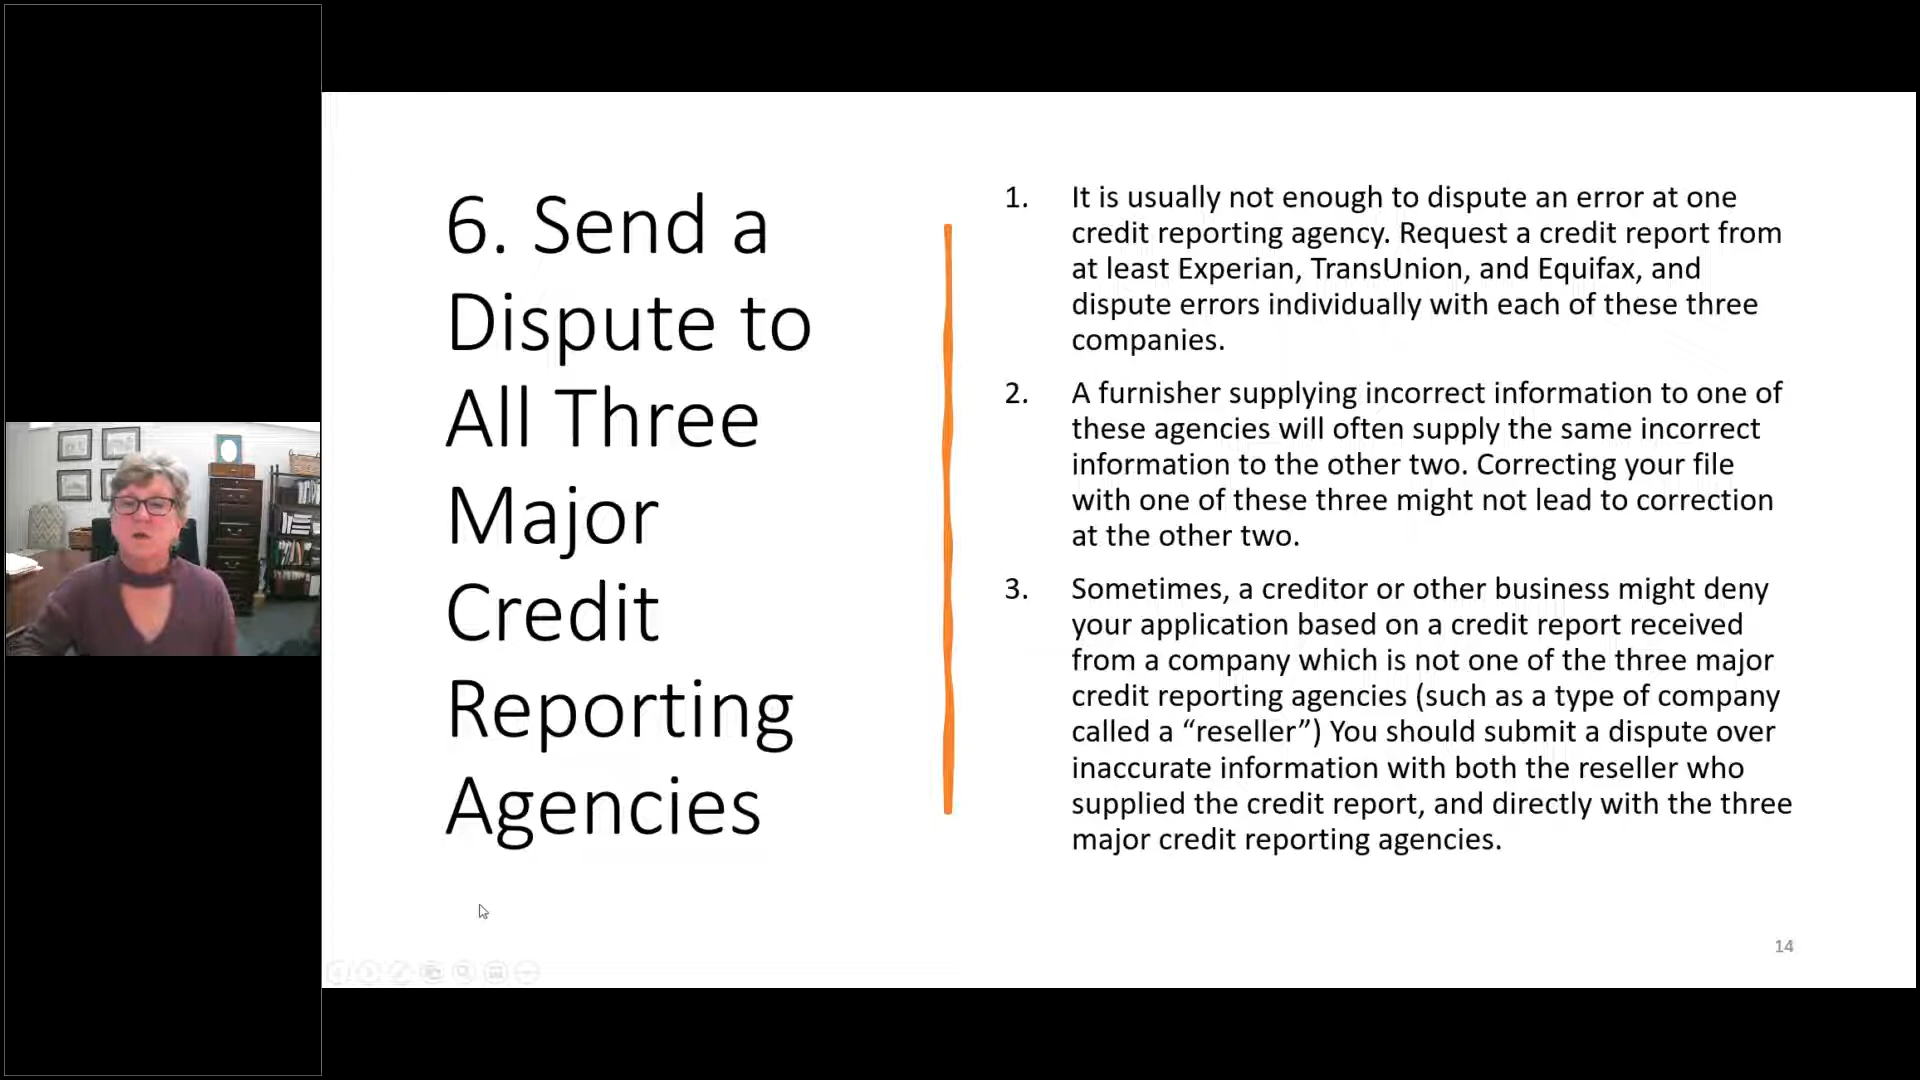 6. Send a
Dispute to
All Three
Major
Credit
Reporting
Agencies
1. It is usually not enough to dispute an error at one
credit reporting agency. Request a credit report from
at least Experian, TransUnion, and Equifax, and
dispute errors individually with each of these three
companies.
2. A furnisher supplying incorrect information to one of
these agencies will often supply the same incorrect
information to the other two. Correcting your file
with one of these three might not lead to correction
at the other two.
3. Sometimes, a creditor or other business might deny
your application based on a credit report received
from a company which is not one of the three major
credit reporting agencies (such as a type of company
called a “reseller”) You should submit a dispute over
inaccurate information with both the reseller who
supplied the credit report, and directly with the three
major credit reporting agencies.
14